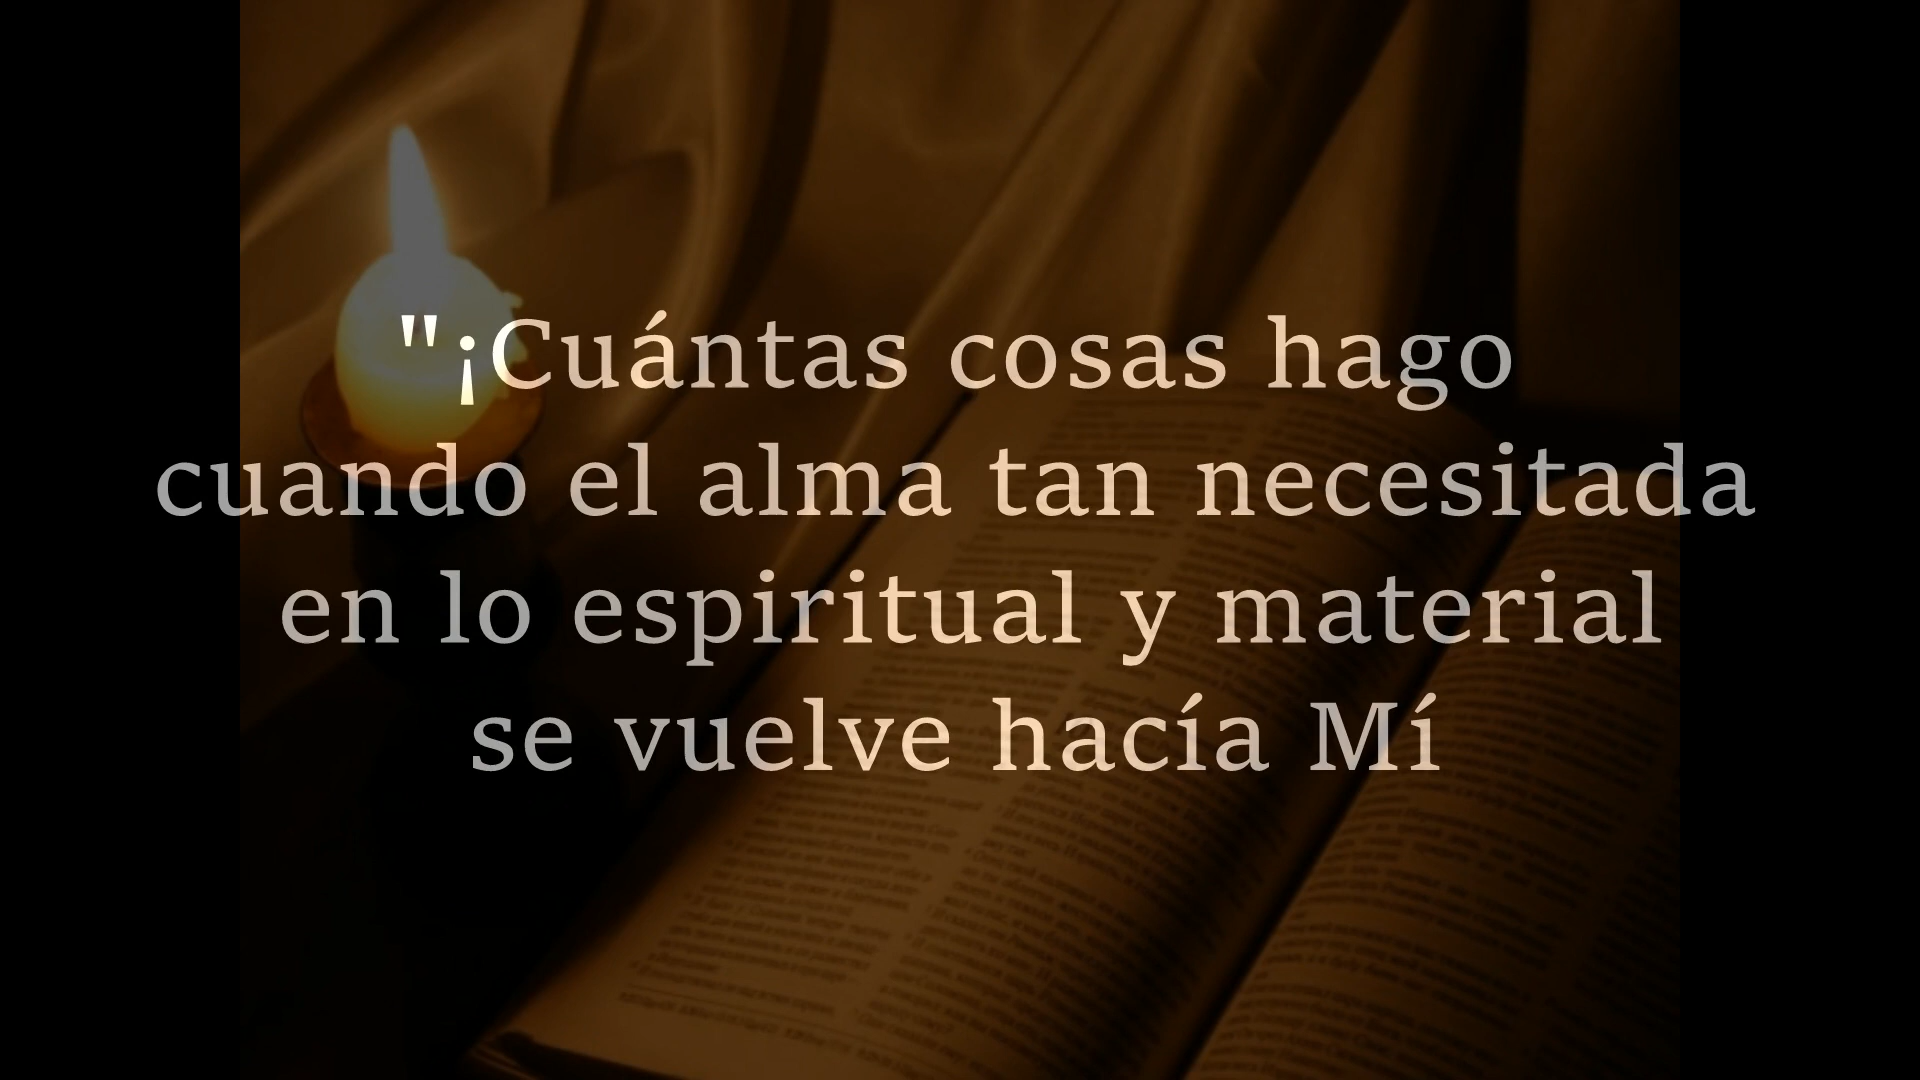 "¡Cuántas cosas hago
cuando el alma tan necesitada
en lo espiritual y material
se vuelve hacía Mí